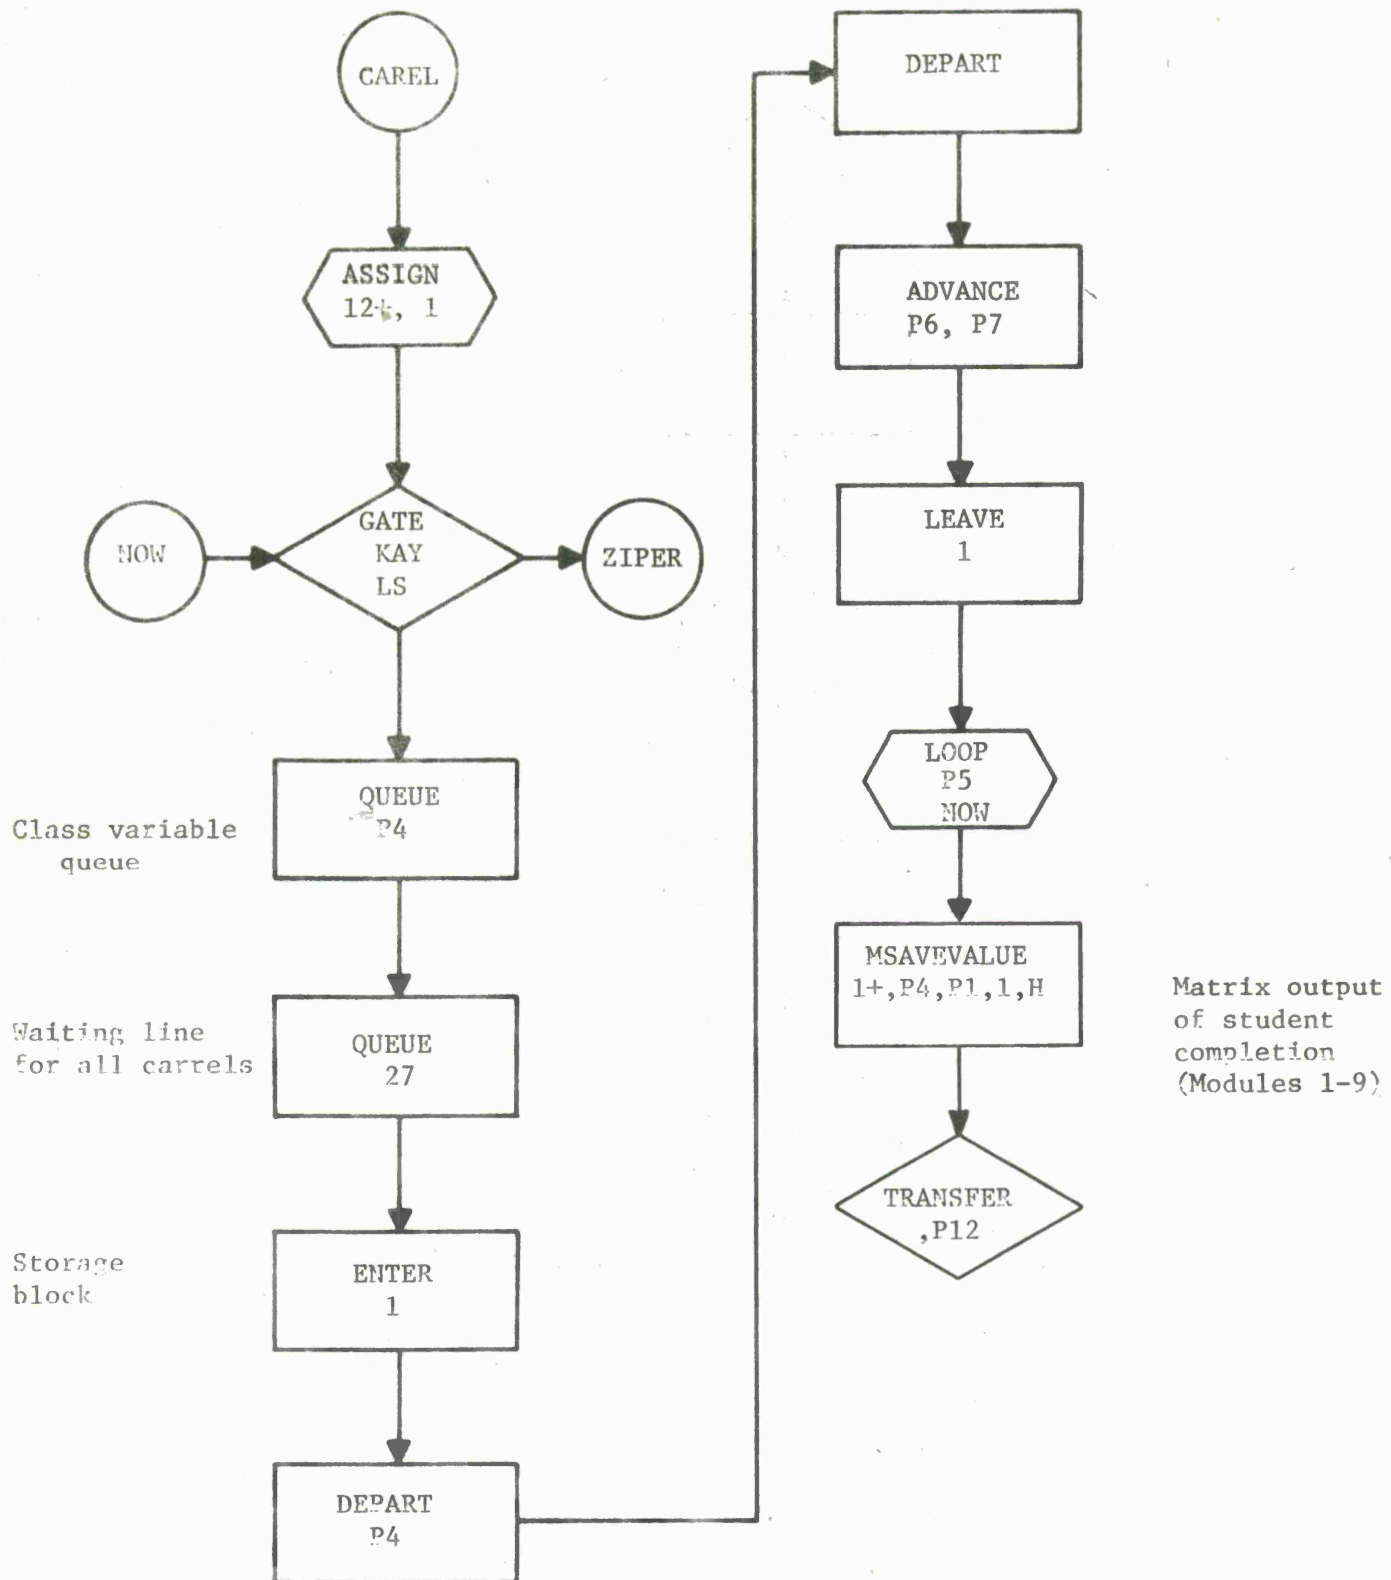 CAREL
ASSIGN
12+, 1
NOW
GATE
KAY
LS
ZIPER
Class variable
queue
QUEUE
P4
Waiting line
for all carrels
QUEUE
27
Storage
block
ENTER
1
DEPART
P4
DEPART
ADVANCE
P6, P7
LEAVE
1
LOOP
P5
NOW
MSAVEVALUE
1+,P4,P1,1,H
Matrix output
of student
completion
(Modules 1-9)
TRANSFER
,P12